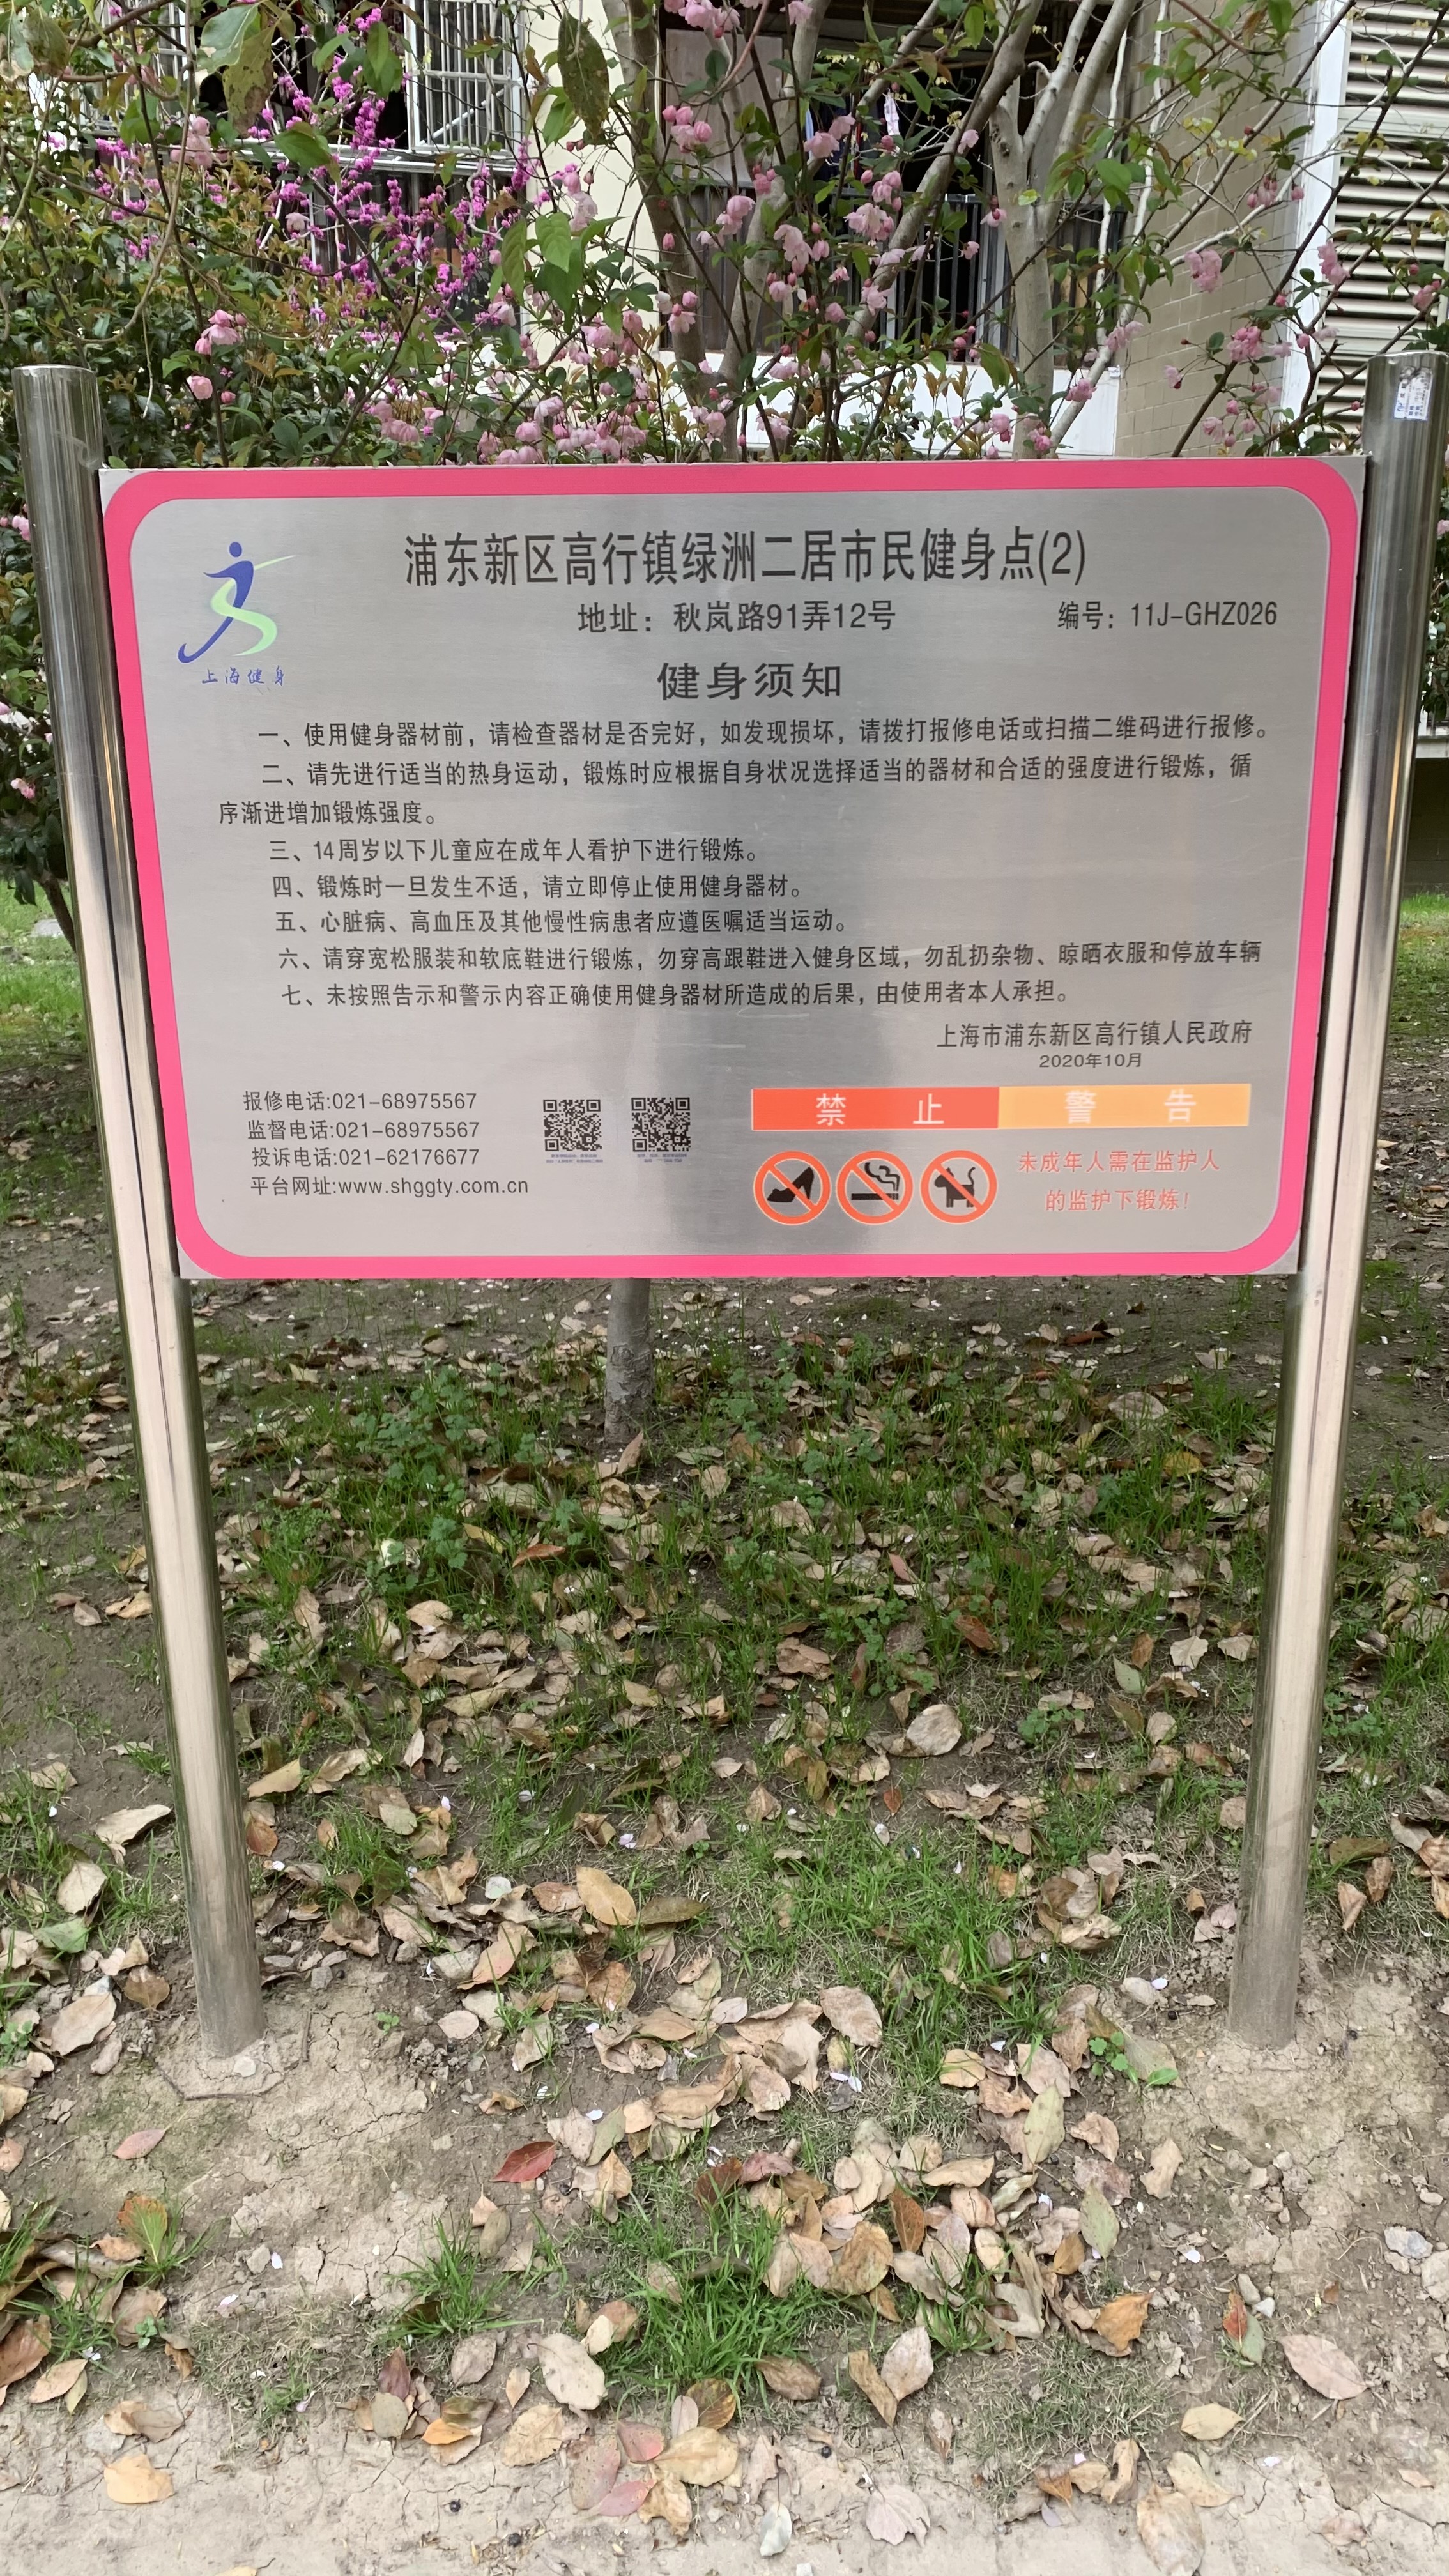 浦东新区高行镇绿洲二居市民健身点(2)
地址：秋岚路91弄12号
编号：11J-GHZ026
上海健身
健身须知
一、使用健身器材前，请检查器材是否完好，如发现损坏，请拨打报修电话或扫描二维码进行报修。
二、请先进行适当的热身运动，锻炼时应根据自身状况选择适当的器材和合适的强度进行锻炼，循
序渐进增加锻炼强度。
三、14周岁以下儿童应在成年人看护下进行锻炼。
四、锻炼时一旦发生不适，请立即停止使用健身器材。
五、心脏病、高血压及其他慢性病患者应遵医嘱适当运动。
六、请穿宽松服装和软底鞋进行锻炼，勿穿高跟鞋进入健身区域，勿乱扔杂物、晾晒衣服和停放车辆
七、未按照告示和警示内容正确使用健身器材所造成的后果，由使用者本人承担。
上海市浦东新区高行镇人民政府
2020年10月
报修电话:021-68975567
监督电话:021-68975567
投诉电话:021-62176677
平台网址:www.shggty.com.cn
禁止
警告
未成年人需在监护人
的监护下锻炼！